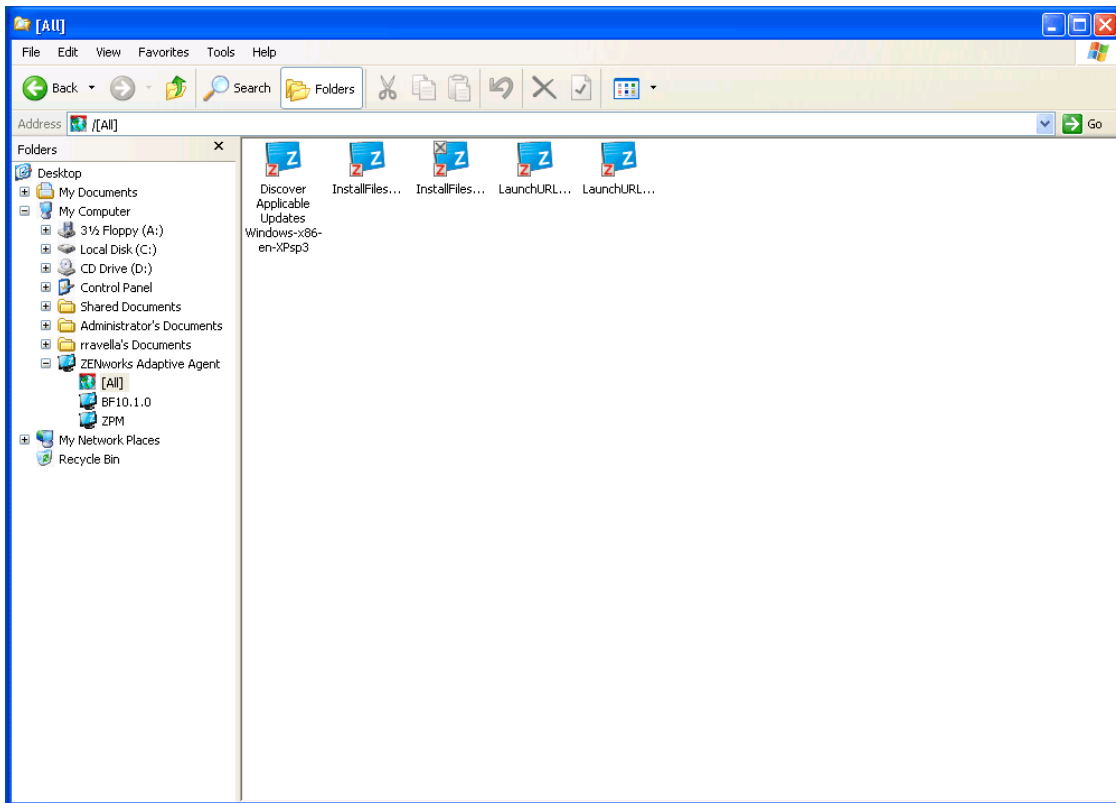 [All]
File Edit View Favorites Tools Help
Back Search Folders
Address /[All] Go
Folders
Desktop
My Documents
My Computer
3½ Floppy (A:)
Local Disk (C:)
CD Drive (D:)
Control Panel
Shared Documents
Administrator's Documents
rravella's Documents
ZENworks Adaptive Agent
[All]
BF10.1.0
ZPM
My Network Places
Recycle Bin
Discover
Applicable
Updates
Windows-x86-
en-XPsp3
InstallFiles...
InstallFiles...
LaunchURL...
LaunchURL...